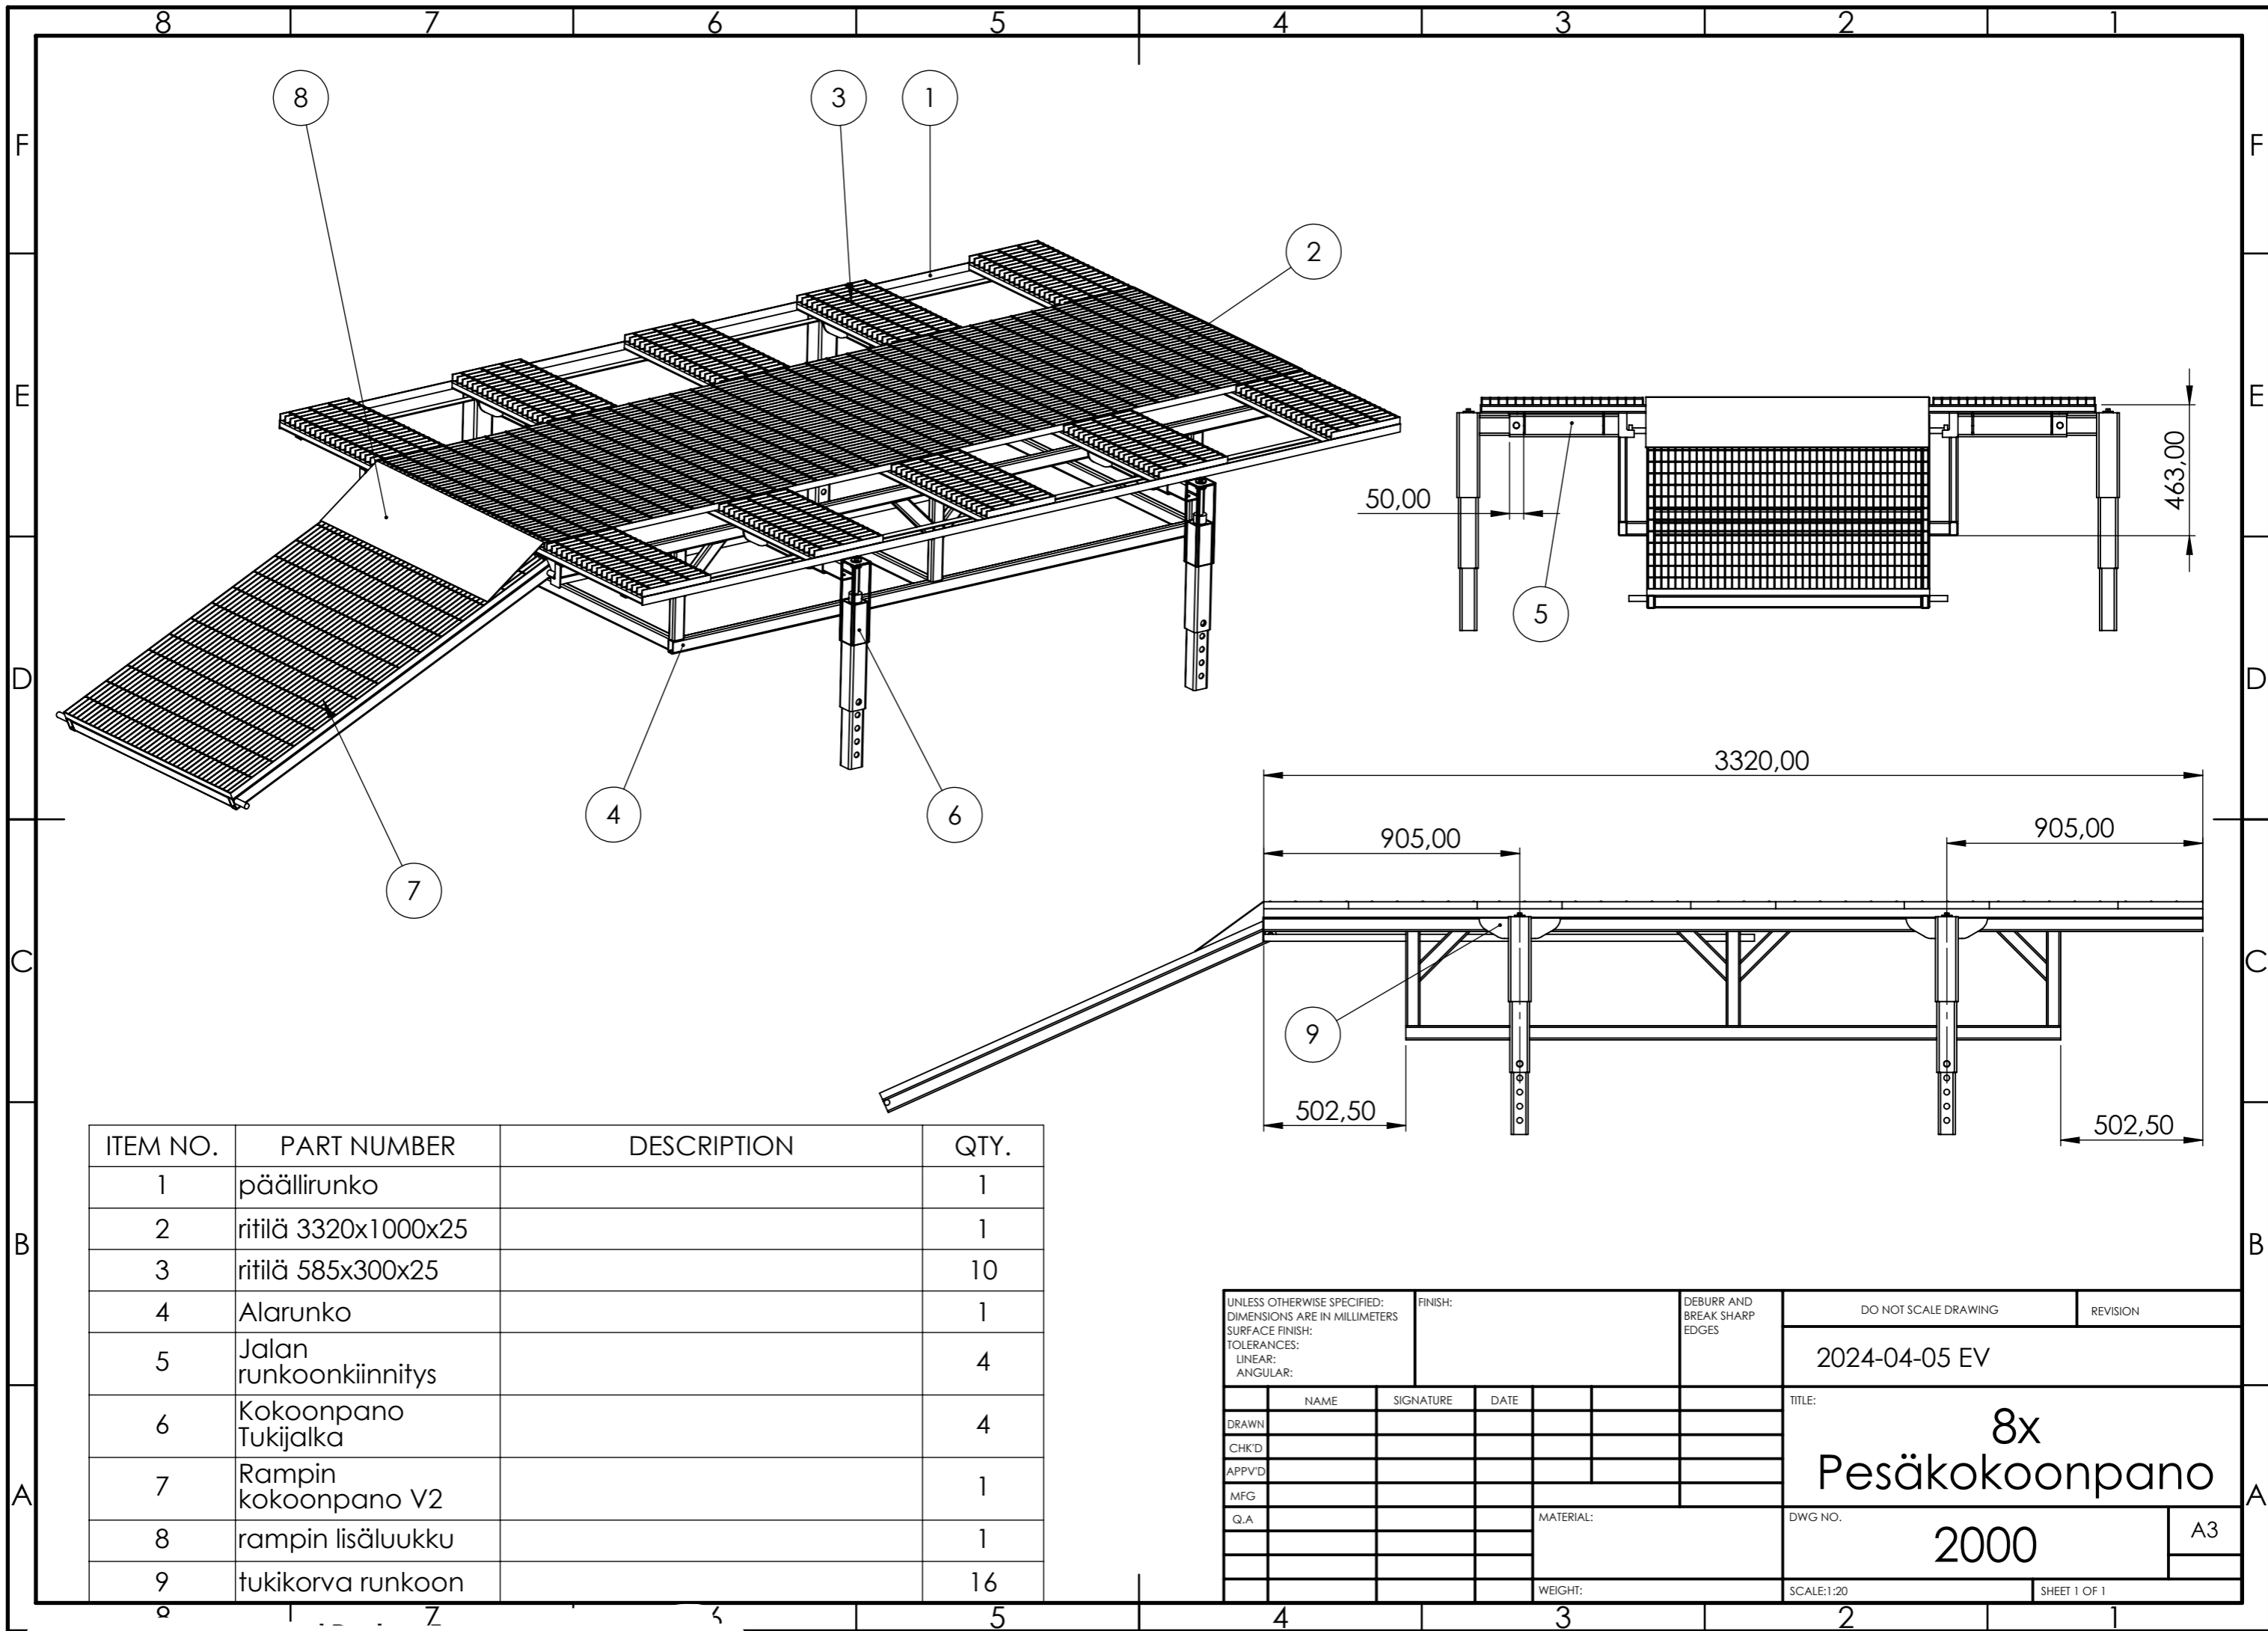 8 7 6 5 4 3 2 1
F F
E E
D D
C C
B B
A A
8
3
1
2
7
4
6
50,00
5
463,00
3320,00
905,00
905,00
9
502,50
502,50
ITEM NO. PART NUMBER DESCRIPTION QTY.
1 päällirunko 1
2 ritilä 3320x1000x25 1
3 ritilä 585x300x25 10
4 Alarunko 1
5 Jalan
runkoonkiinnitys 4
6 Kokoonpano
Tukijalka 4
7 Rampin
kokoonpano V2 1
8 rampin lisäluukku 1
9 tukikorva runkoon 16
UNLESS OTHERWISE SPECIFIED:
DIMENSIONS ARE IN MILLIMETERS
SURFACE FINISH:
TOLERANCES:
LINEAR:
ANGULAR:
FINISH:
DEBURR AND
BREAK SHARP
EDGES
DO NOT SCALE DRAWING
REVISION
2024-04-05 EV
NAME SIGNATURE DATE
DRAWN
CHK'D
APPV'D
MFG
Q.A
MATERIAL:
WEIGHT:
TITLE:
8x
Pesäkokoonpano
DWG NO.
2000
A3
SCALE:1:20
SHEET 1 OF 1
7 5 4 3 2 1